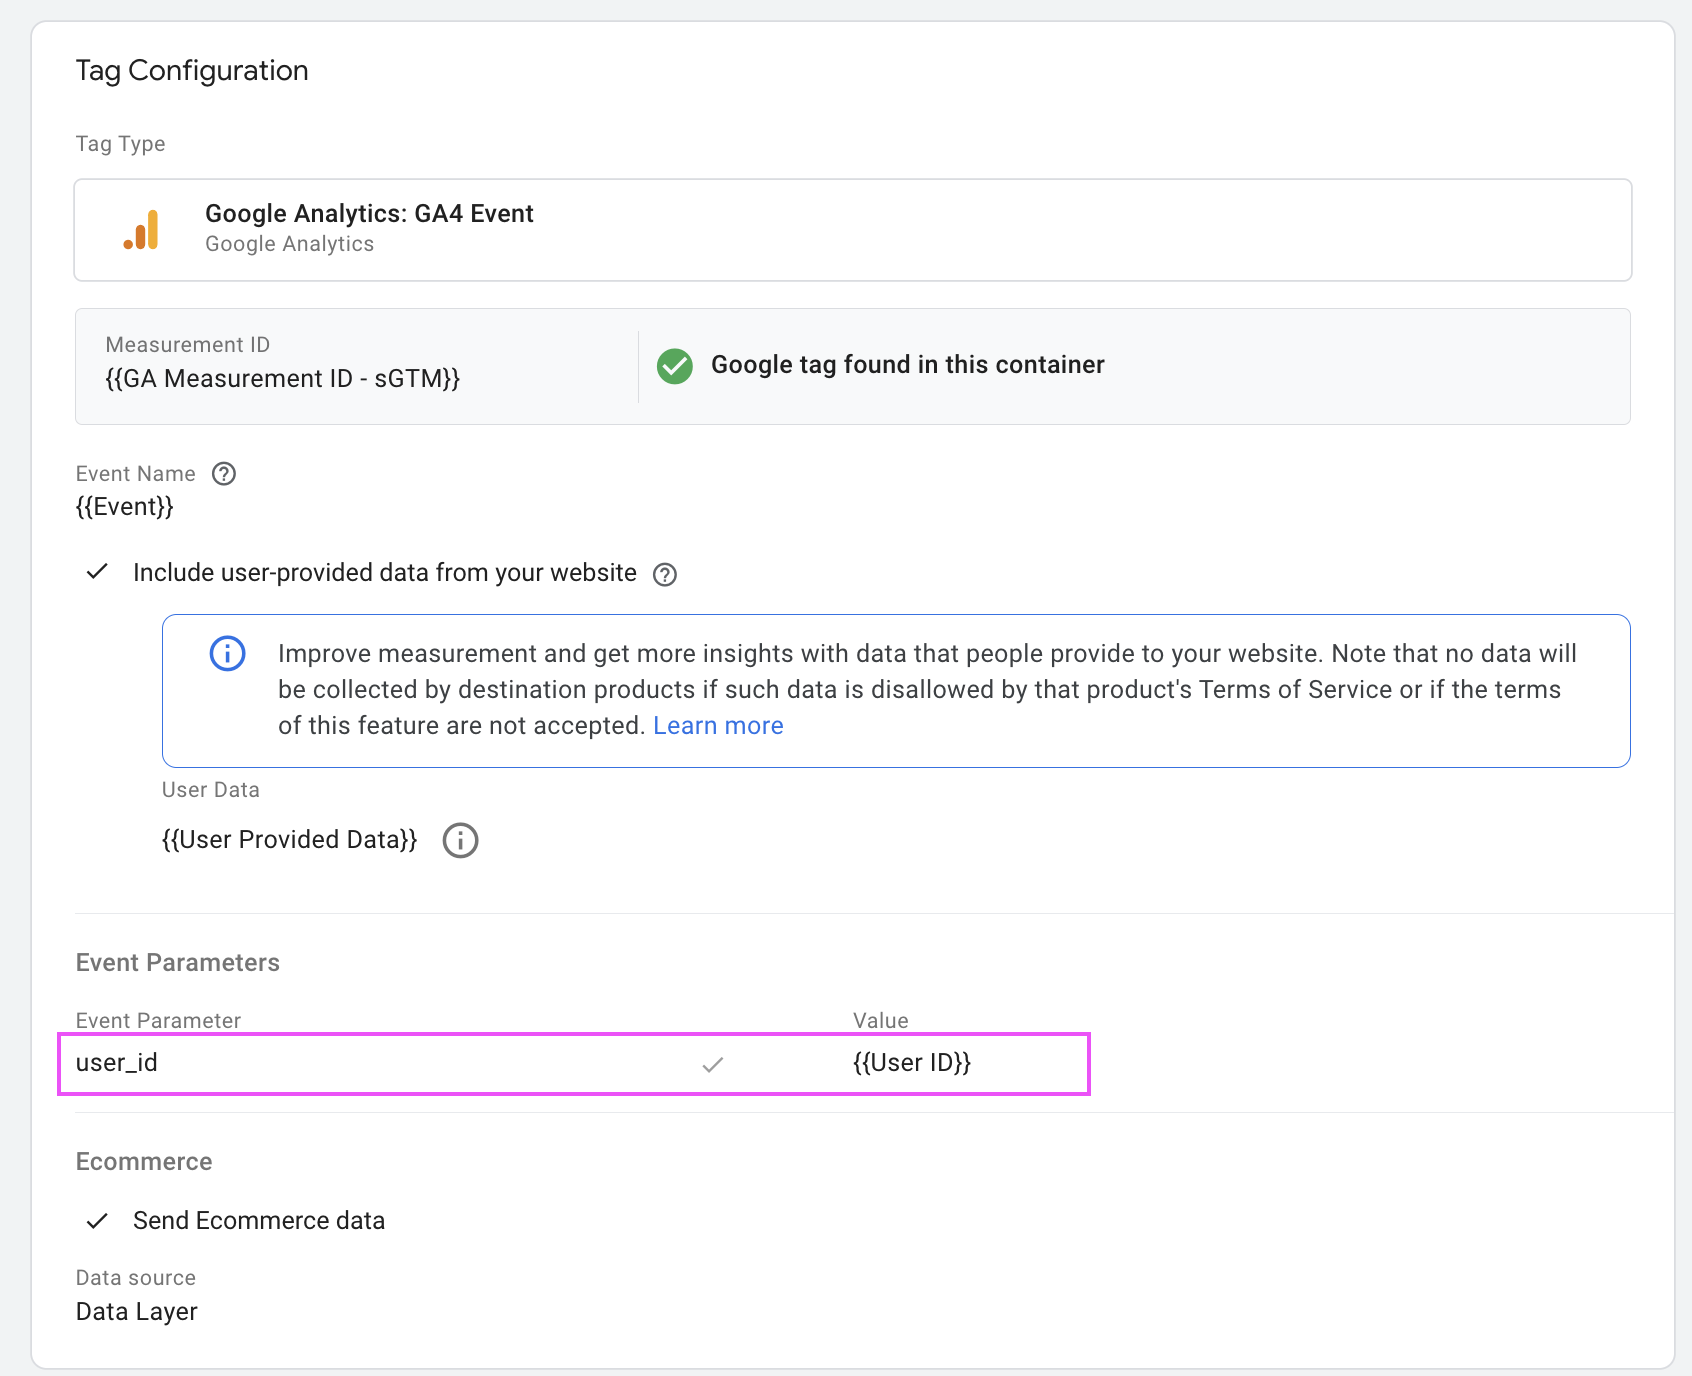 Tag Configuration
Tag Type
Google Analytics: GA4 Event
Google Analytics
Measurement ID
{{GA Measurement ID - sGTM}}
Google tag found in this container
Event Name
{{Event}}
Include user-provided data from your website
Improve measurement and get more insights with data that people provide to your website. Note that no data will
be collected by destination products if such data is disallowed by that product's Terms of Service or if the terms
of this feature are not accepted. Learn more
User Data
{{User Provided Data}}
Event Parameters
Event Parameter Value
user_id {{User ID}}
Ecommerce
Send Ecommerce data
Data source
Data Layer